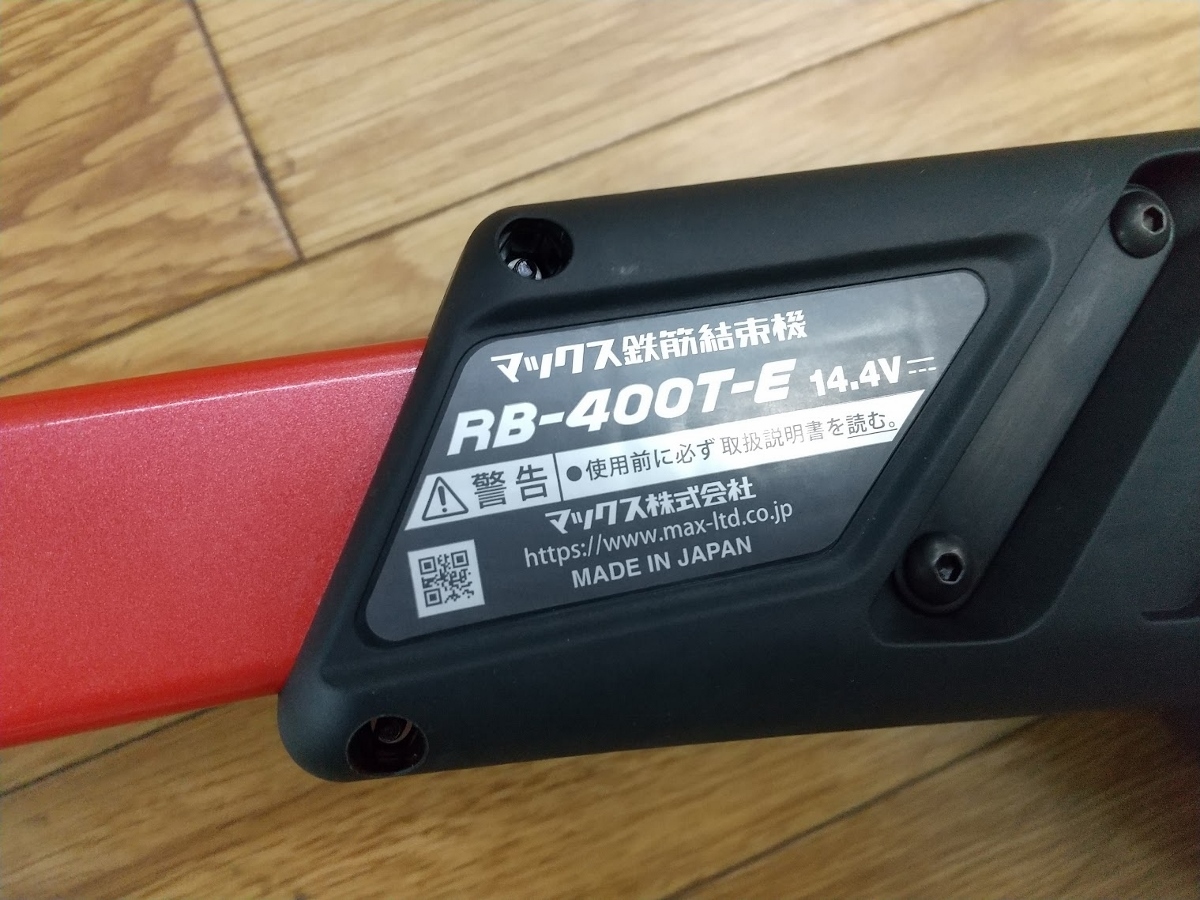 マックス鉄筋結束機
RB-400T-E 14.4V⎓
⚠警告 ●使用前に必ず取扱説明書を読む。
マックス株式会社
https://www.max-ltd.co.jp
MADE IN JAPAN